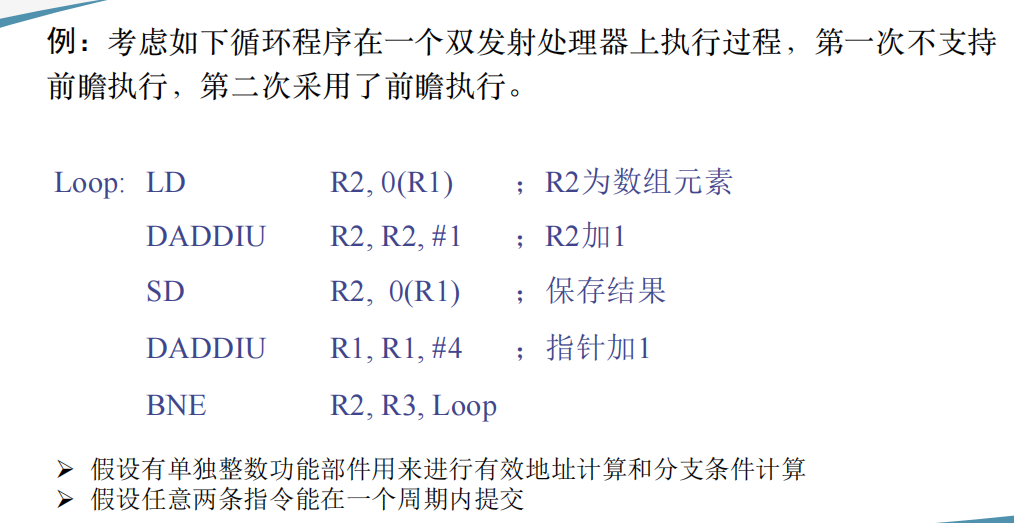 例：考虑如下循环程序在一个双发射处理器上执行过程，第一次不支持
前瞻执行，第二次采用了前瞻执行。
Loop: LD R2, 0(R1) ；R2为数组元素
DADDIU R2, R2, #1 ；R2加1
SD R2, 0(R1) ；保存结果
DADDIU R1, R1, #4 ；指针加1
BNE R2, R3, Loop
➢ 假设有单独整数功能部件用来进行有效地址计算和分支条件计算
➢ 假设任意两条指令能在一个周期内提交